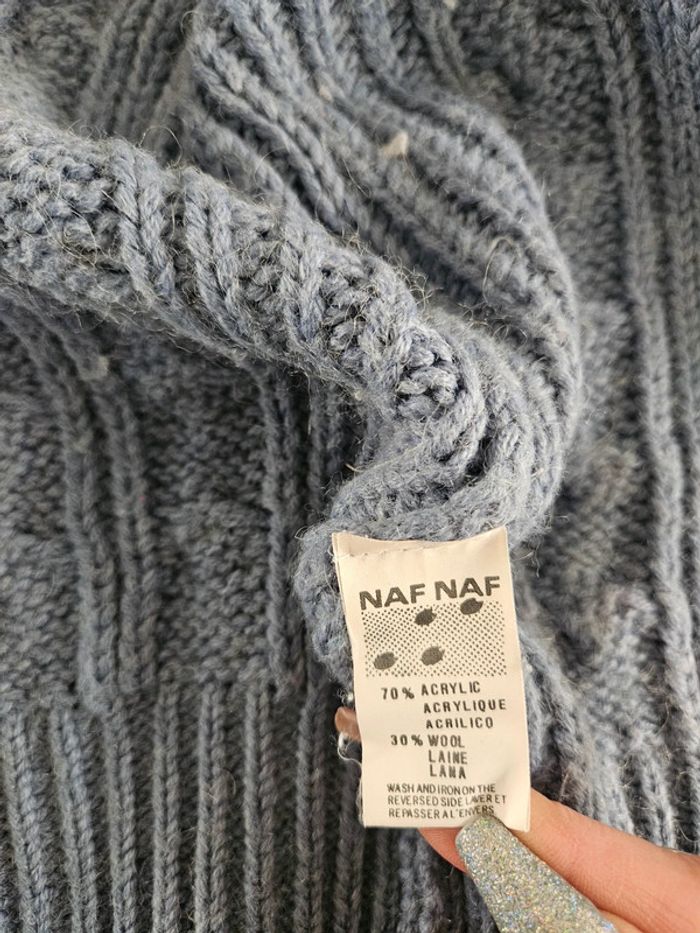 NAF NAF
70% ACRYLIC
ACRYLIQUE
ACRILICO
30% WOOL
LAINE
LANA
WASH AND IRON ON THE
REVERSED SIDE LAVER ET
REPASSER A L'ENVERS